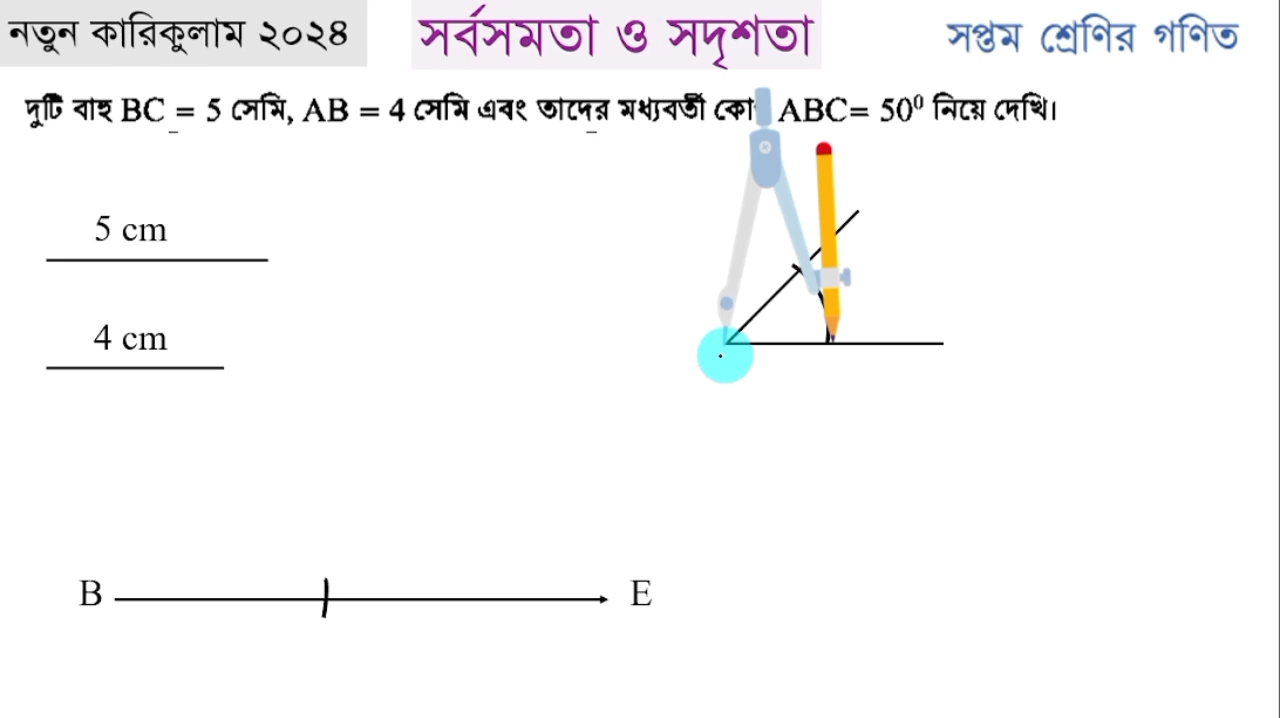 নতুন কারিকুলাম ২০২৪
সর্বসমতা ও সদৃশতা
সপ্তম শ্রেণির গণিত
দুটি বাহু BC = 5 সেমি, AB = 4 সেমি এবং তাদের মধ্যবর্তী ABC= 50⁰ নিয়ে দেখি।
5 cm
4 cm
B E